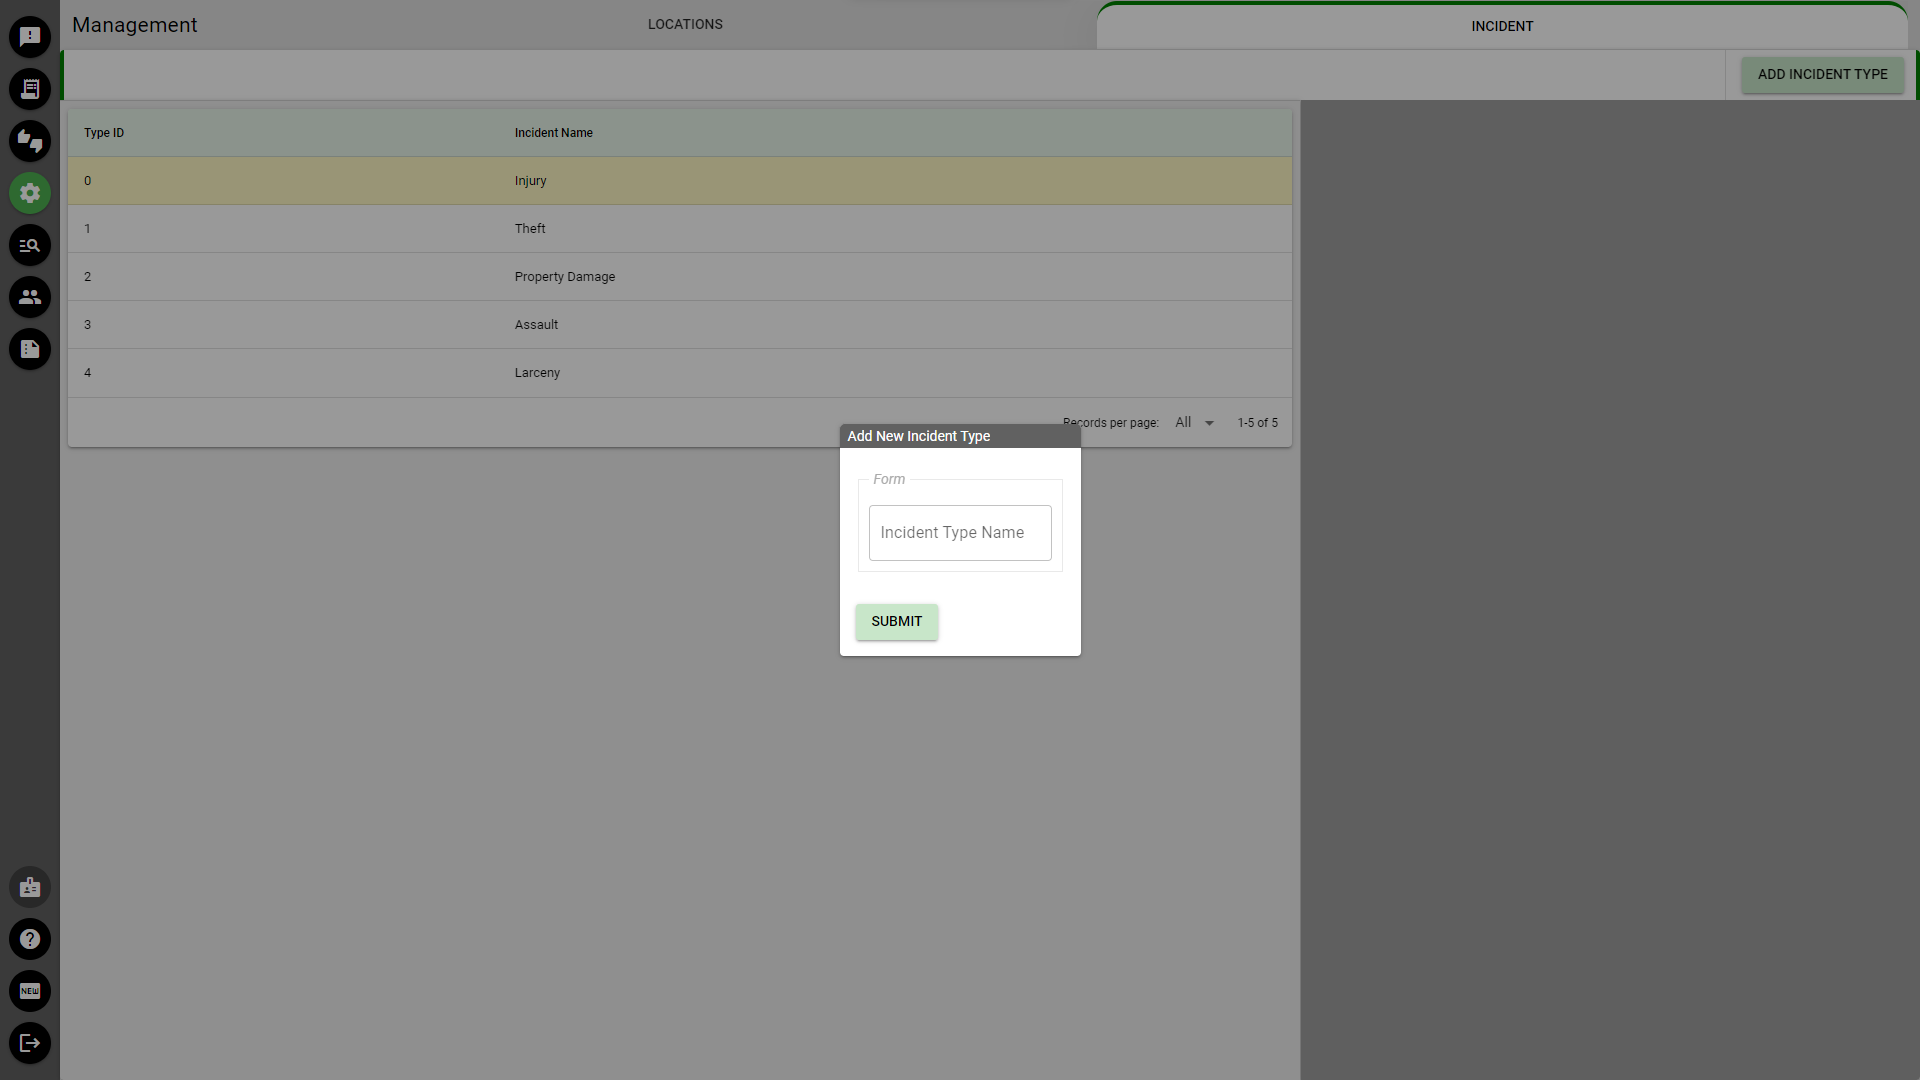 Management
LOCATIONS
INCIDENT
ADD INCIDENT TYPE
Type ID Incident Name
0 Injury
1 Theft
2 Property Damage
3 Assault
4 Larceny
Records per page: All 1-5 of 5
Add New Incident Type
Form
Incident Type Name
SUBMIT
NEW